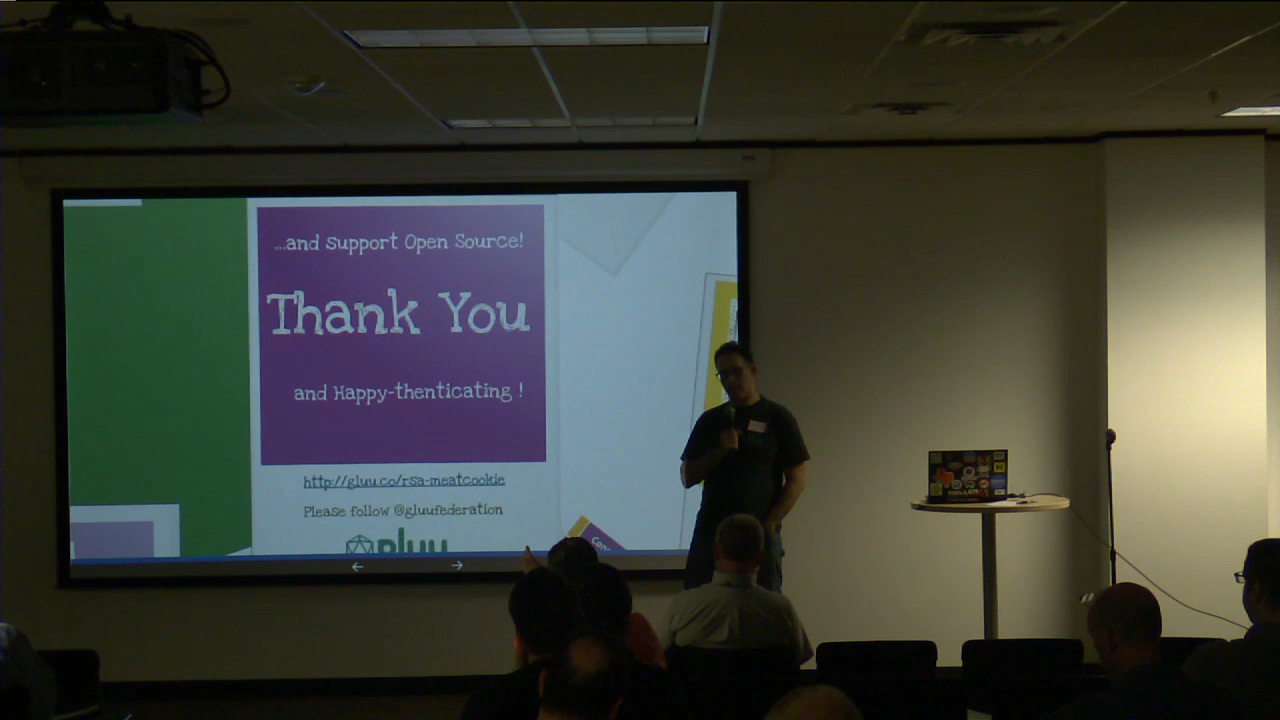 ...and support Open Source!
Thank You
and Happy-thenticating !
http://gluu.co/rsa-meatcookie
Please follow @gluufederation
gluu